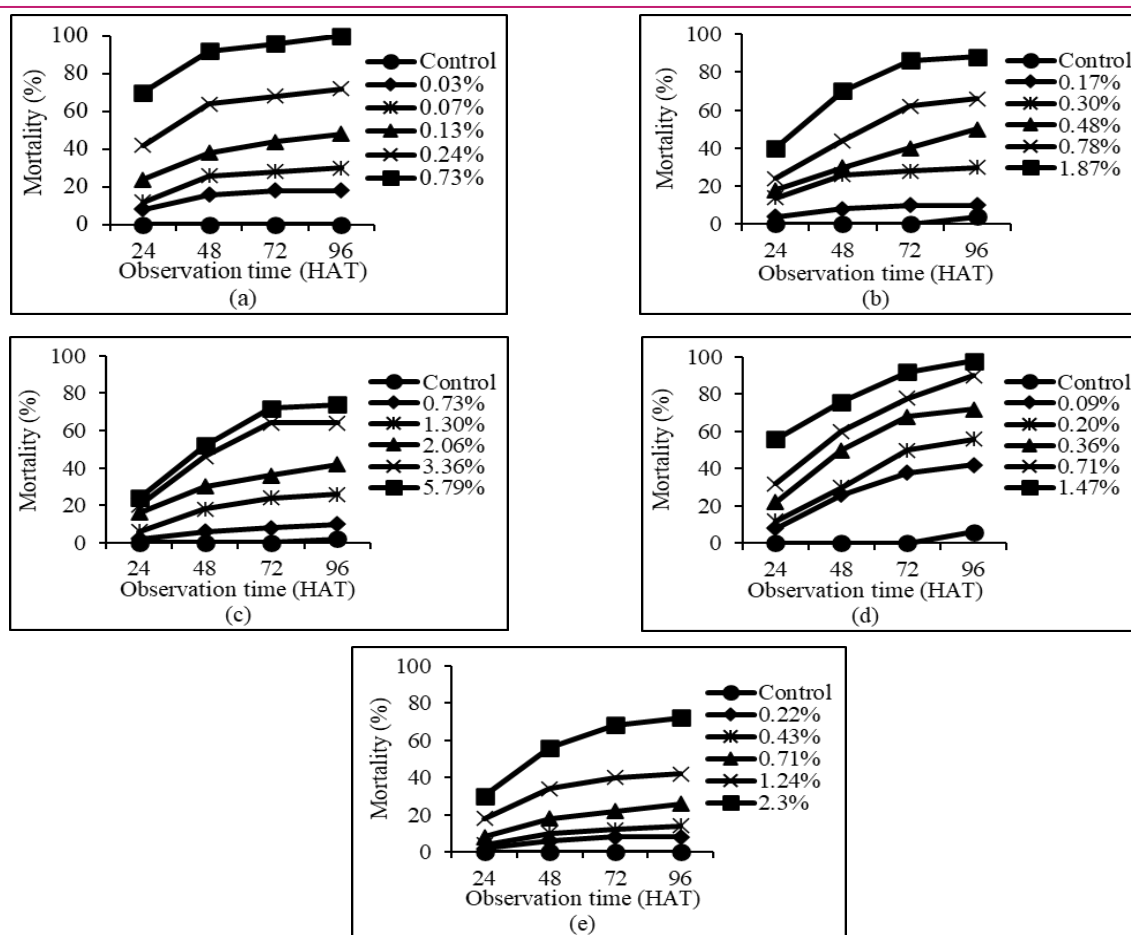 Mortality (%)
100
80
60
40
20
0
24 48 72 96
Observation time (HAT)
Control
0.03%
0.07%
0.13%
0.24%
0.73%
(a)
Mortality (%)
100
80
60
40
20
0
24 48 72 96
Observation time (HAT)
Control
0.17%
0.30%
0.48%
0.78%
1.87%
(b)
Mortality (%)
100
80
60
40
20
0
24 48 72 96
Observation time (HAT)
Control
0.73%
1.30%
2.06%
3.36%
5.79%
(c)
Mortality (%)
100
80
60
40
20
0
24 48 72 96
Observation time (HAT)
Control
0.09%
0.20%
0.36%
0.71%
1.47%
(d)
Mortality (%)
100
80
60
40
20
0
24 48 72 96
Observation time (HAT)
Control
0.22%
0.43%
0.71%
1.24%
2.3%
(e)